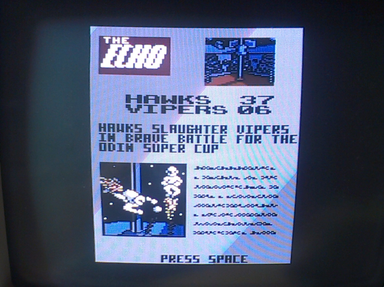 THE
ECHO
HAWKS 37
VIPERS 06
HAWKS SLAUGHTER VIPERS
IN BRAVE BATTLE FOR THE
ODIN SUPER CUP
PRESS SPACE